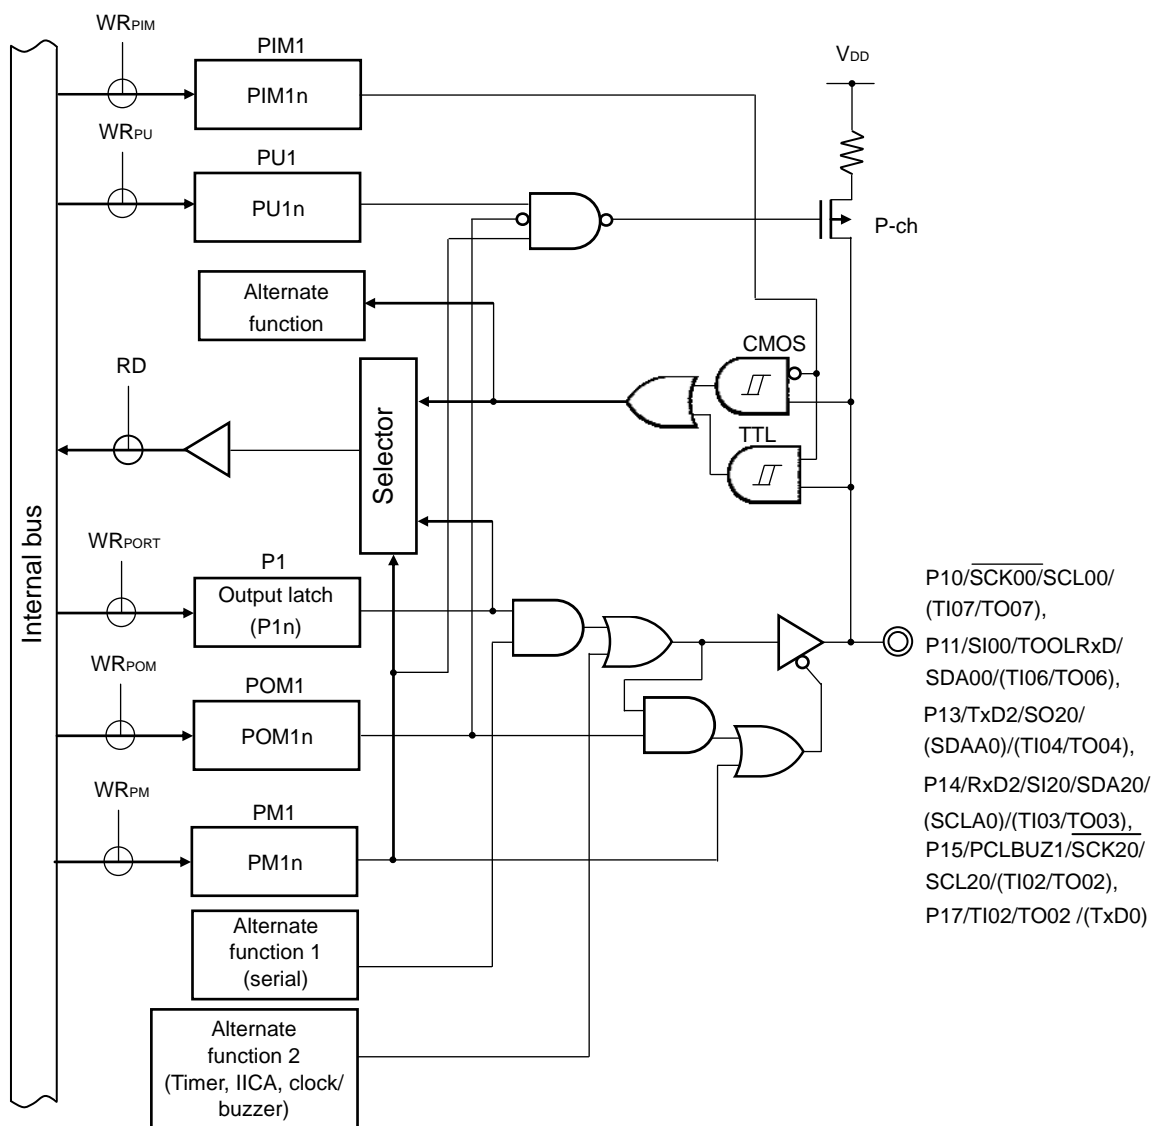 WRPIM
PIM1
PIM1n
VDD
WRPU
PU1
PU1n
P-ch
Alternate
function
CMOS
RD
TTL
Selector
Internal bus
WRPORT
P1
Output latch
(P1n)
P10/SCK00/SCL00/
(TI07/TO07),
P11/SI00/TOOLRxD/
SDA00/(TI06/TO06),
WRPOM
POM1
POM1n
P13/TxD2/SO20/
(SDAA0)/(TI04/TO04),
P14/RxD2/SI20/SDA20/
(SCLA0)/(TI03/TO03),
WRPM
PM1
PM1n
P15/PCLBUZ1/SCK20/
SCL20/(TI02/TO02),
P17/TI02/TO02 /(TxD0)
Alternate
function 1
(serial)
Alternate
function 2
(Timer, IICA, clock/
buzzer)